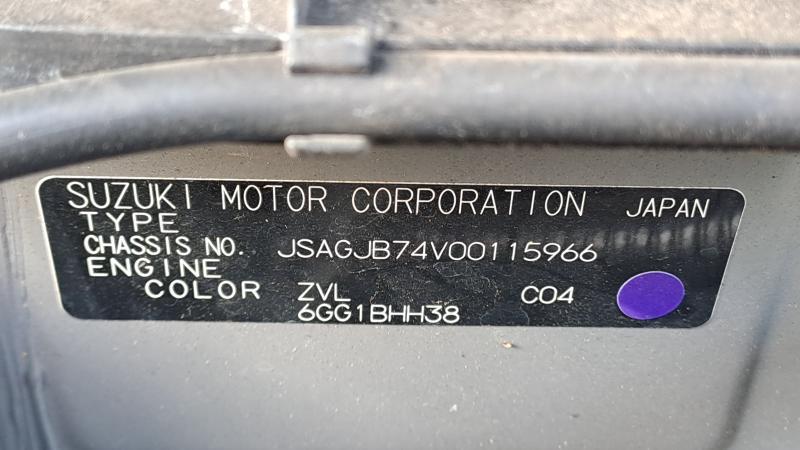 SUZUKI MOTOR CORPORATION JAPAN
TYPE
CHASSIS NO. JSAGJB74V00115966
ENGINE
COLOR ZVL C04
6GG1BHH38